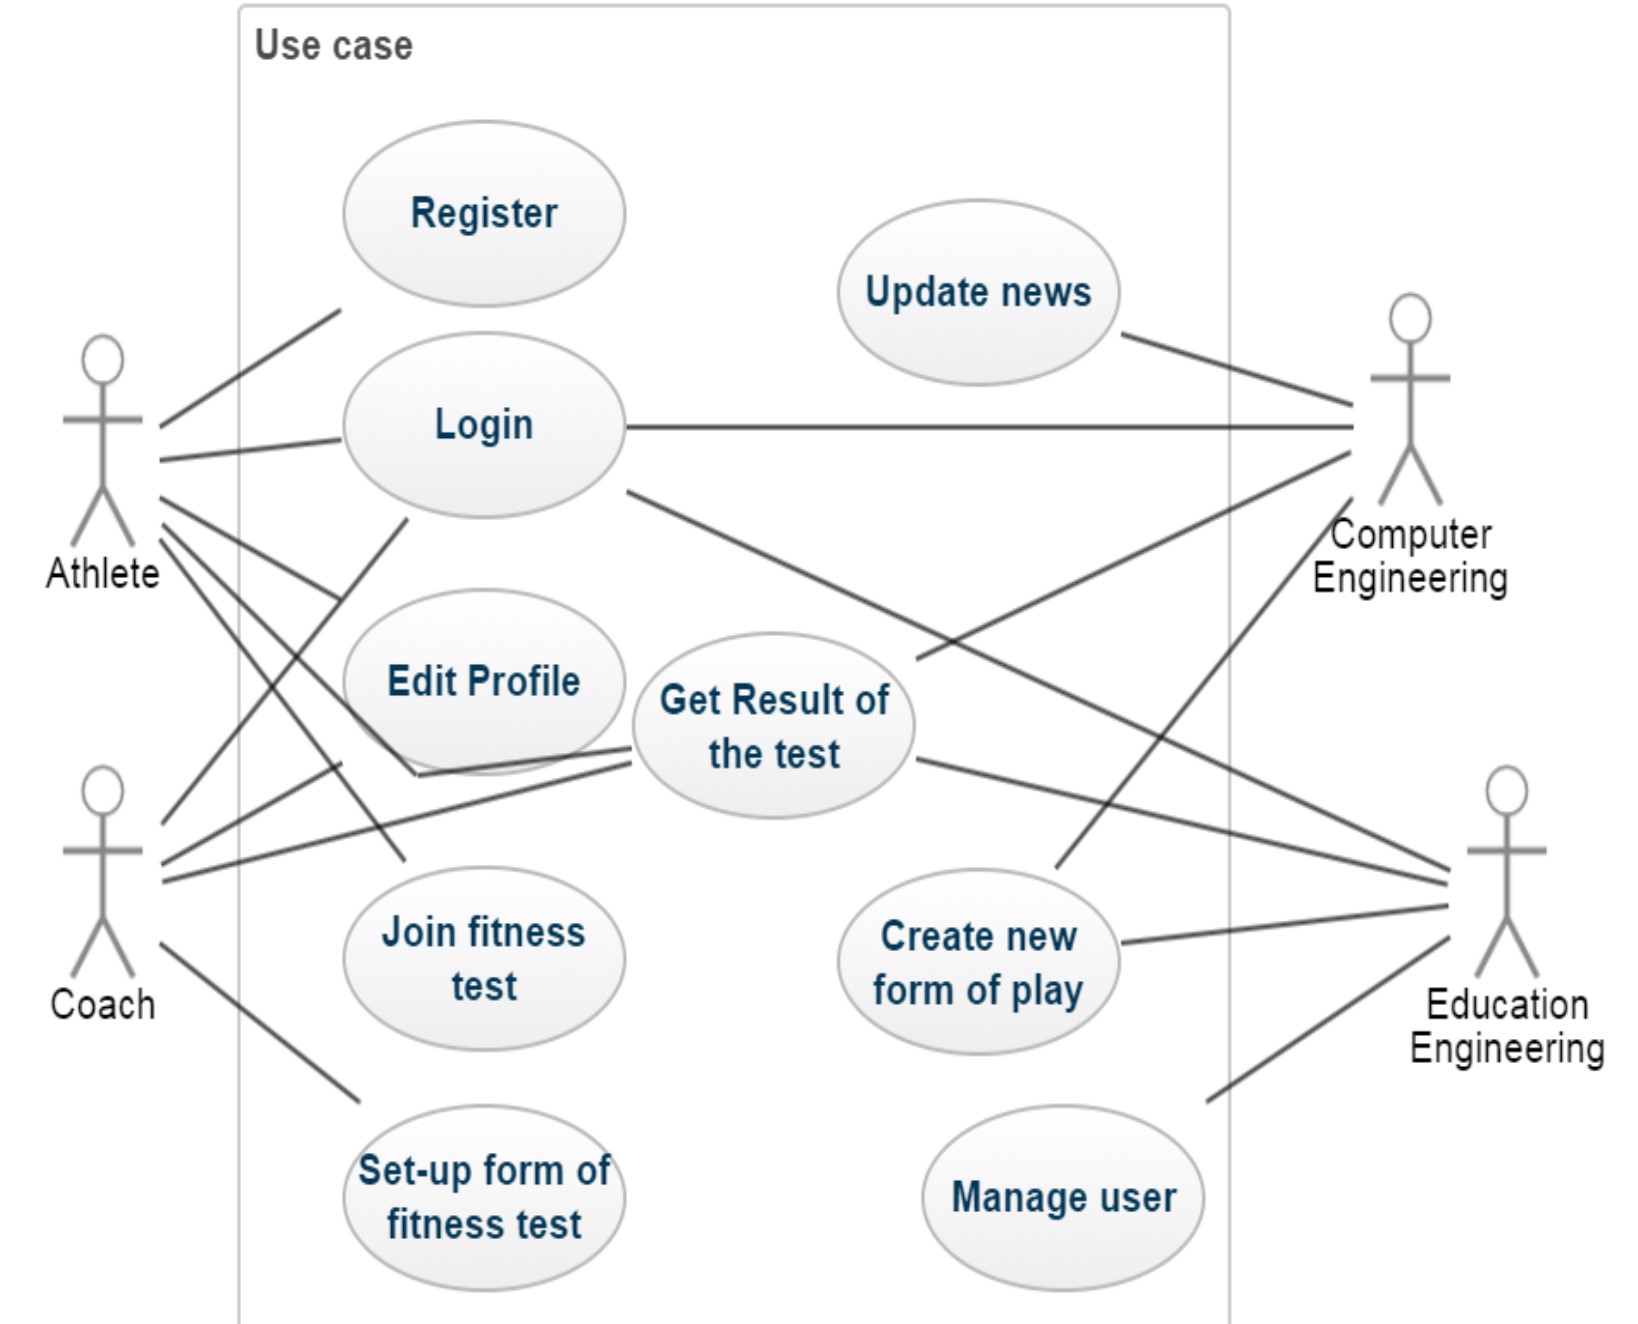 Use case
Register
Update news
Login
Athlete
Computer
Engineering
Edit Profile
Get Result of
the test
Coach
Join fitness
test
Create new
form of play
Education
Engineering
Set-up form of
fitness test
Manage user